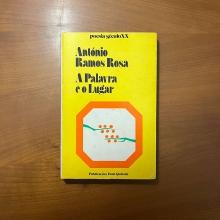 poesia século XX
António
Ramos Rosa
A Palavra
e o Lugar
Publicações Dom Quixote